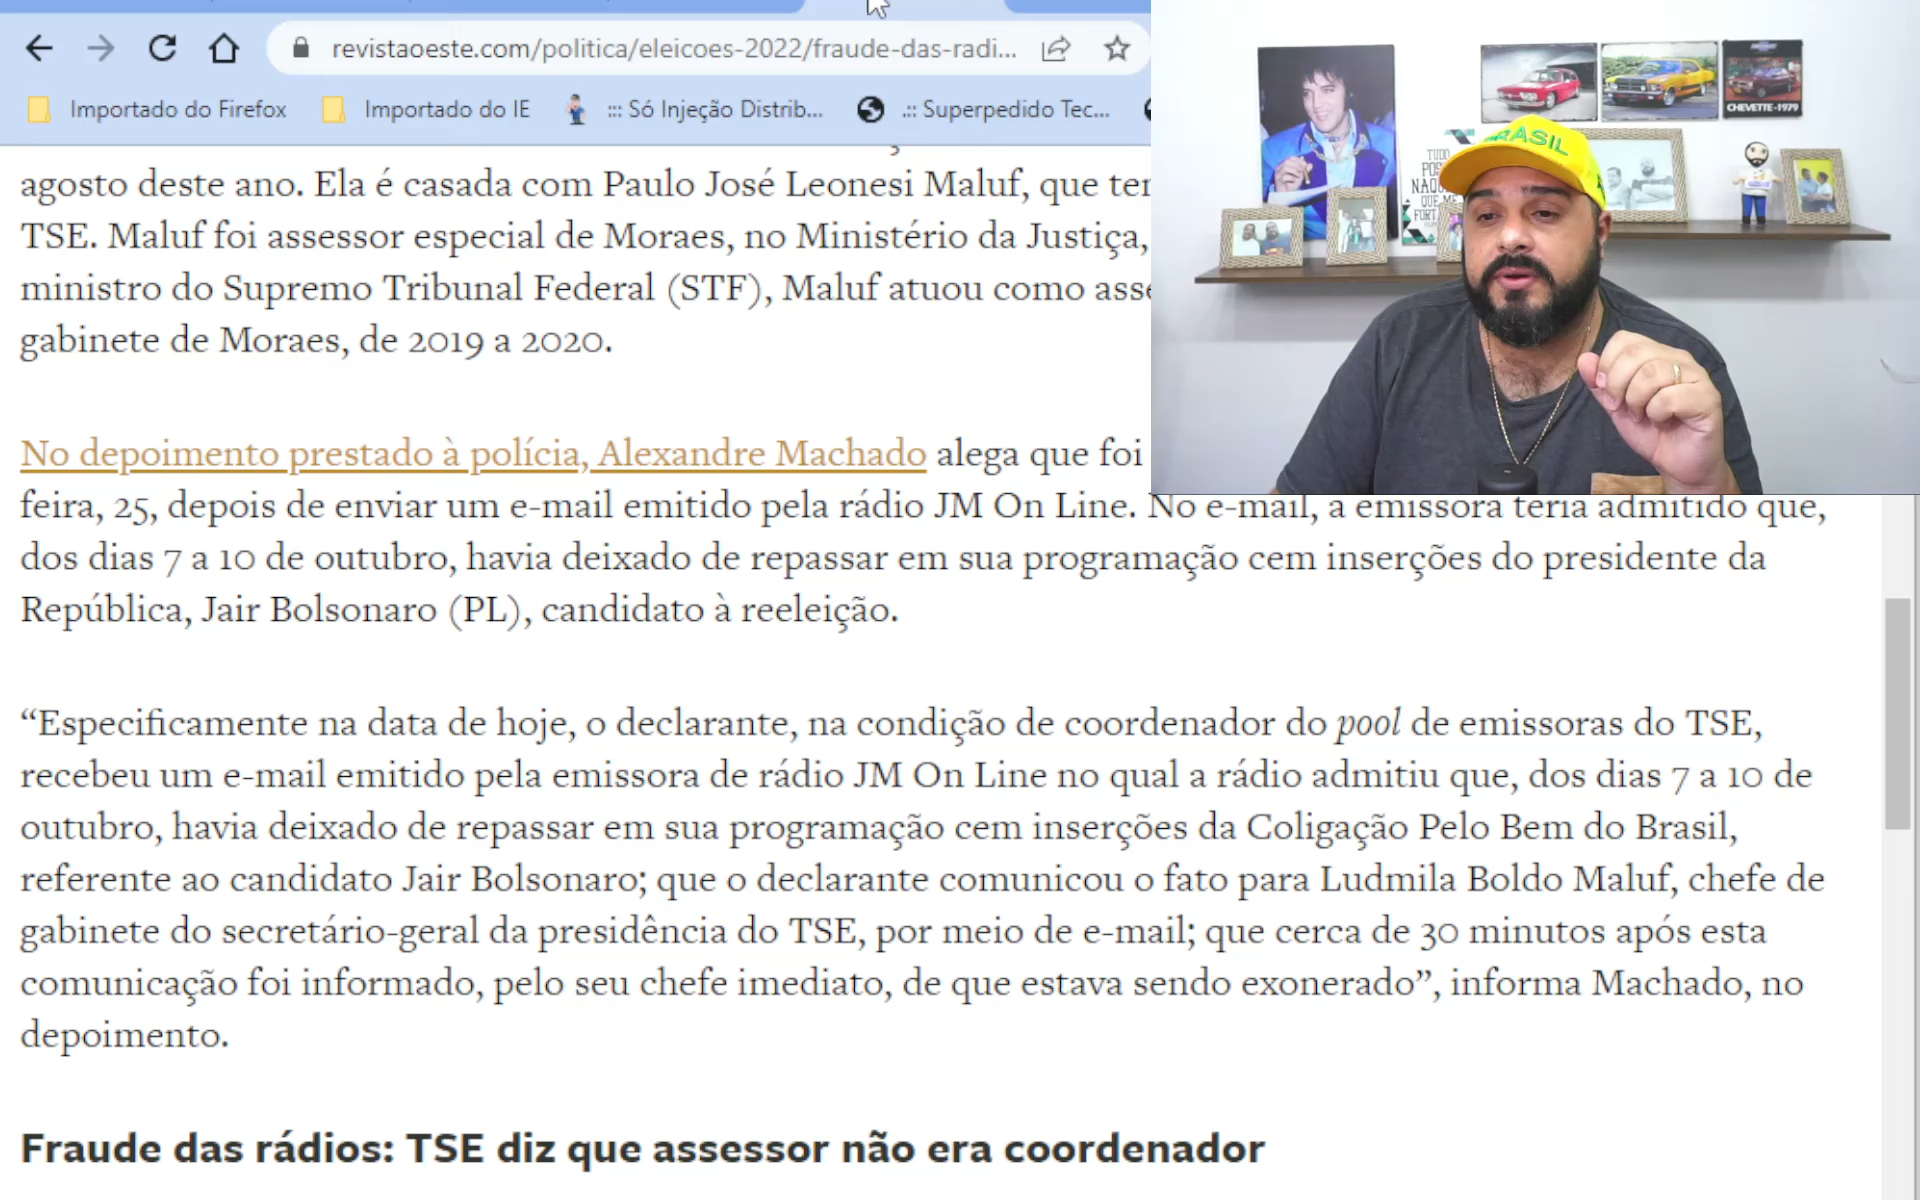 revistaoeste.com/politica/eleicoes-2022/fraude-das-radi...
Importado do Firefox
Importado do IE
::: Só Injeção Distrib...
.:: Superpedido Tec...
agosto deste ano. Ela é casada com Paulo José Leonesi Maluf, que
TSE. Maluf foi assessor especial de Moraes, no Ministério da Justiça,
ministro do Supremo Tribunal Federal (STF), Maluf atuou como
gabinete de Moraes, de 2019 a 2020.
No depoimento prestado à polícia, Alexandre Machado alega que foi
feira, 25, depois de enviar um e-mail emitido pela rádio JM On Line. No e-mail, a emissora teria admitido que,
dos dias 7 a 10 de outubro, havia deixado de repassar em sua programação cem inserções do presidente da
República, Jair Bolsonaro (PL), candidato à reeleição.
“Especificamente na data de hoje, o declarante, na condição de coordenador do pool de emissoras do TSE,
recebeu um e-mail emitido pela emissora de rádio JM On Line no qual a rádio admitiu que, dos dias 7 a 10 de
outubro, havia deixado de repassar em sua programação cem inserções da Coligação Pelo Bem do Brasil,
referente ao candidato Jair Bolsonaro; que o declarante comunicou o fato para Ludmila Boldo Maluf, chefe de
gabinete do secretário-geral da presidência do TSE, por meio de e-mail; que cerca de 30 minutos após esta
comunicação foi informado, pelo seu chefe imediato, de que estava sendo exonerado”, informa Machado, no
depoimento.
Fraude das rádios: TSE diz que assessor não era coordenador
CHEVETTE-1979
BRASIL
TUDO
QUE ME